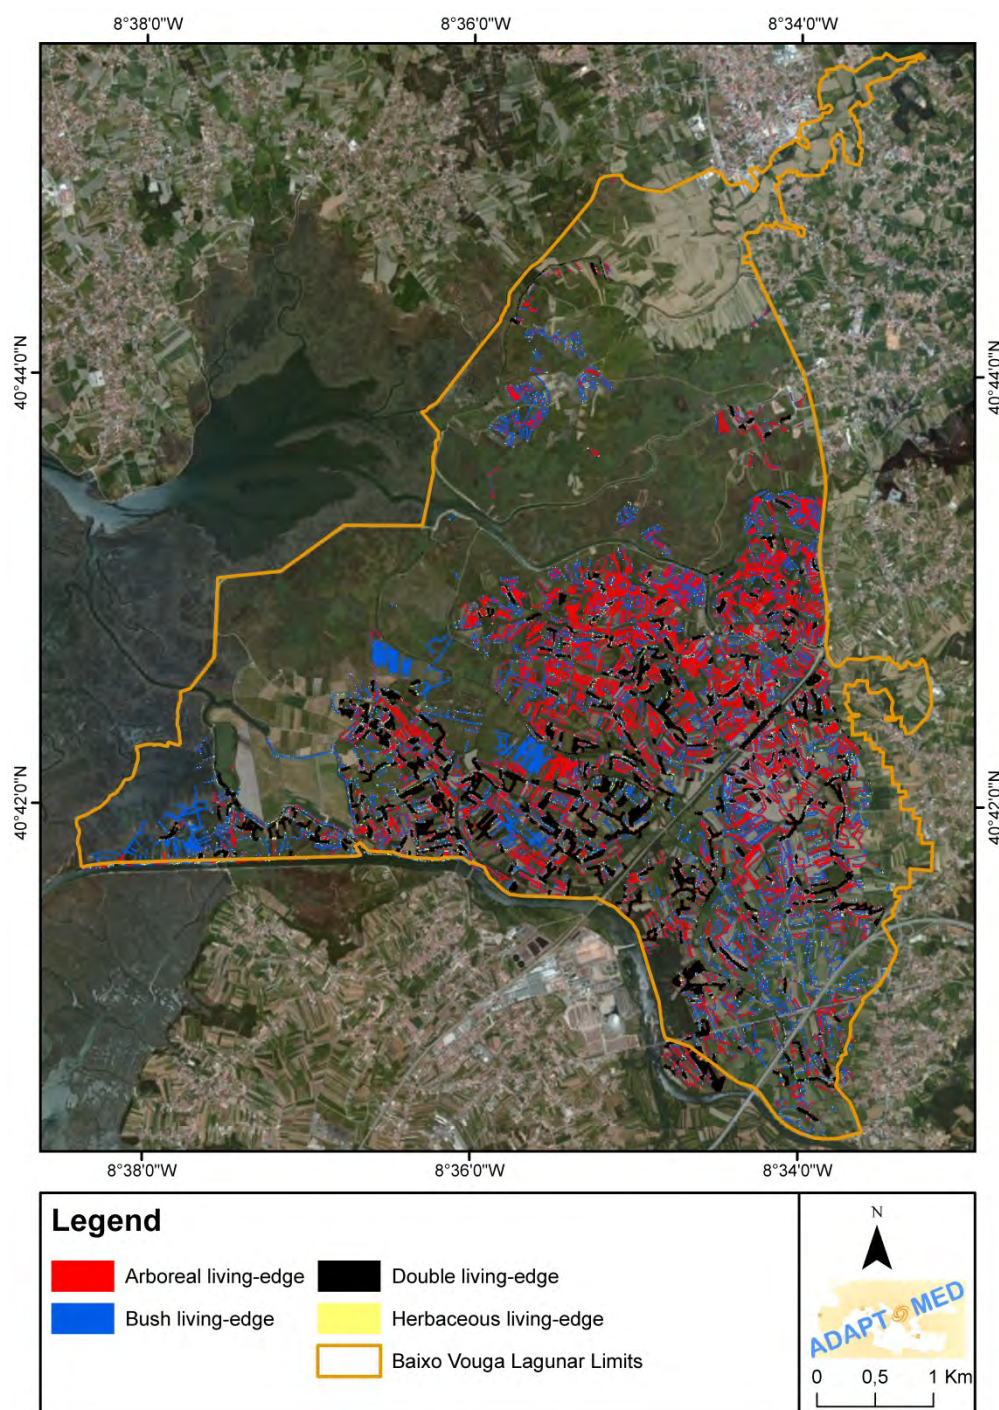 8°38'0"W 8°36'0"W 8°34'0"W
40°44'0"N 40°44'0"N
40°42'0"N 40°42'0"N
8°38'0"W 8°36'0"W 8°34'0"W
Legend
Arboreal living-edge Double living-edge
Bush living-edge Herbaceous living-edge
Baixo Vouga Lagunar Limits
N
ADAPT MED
0 0,5 1 Km